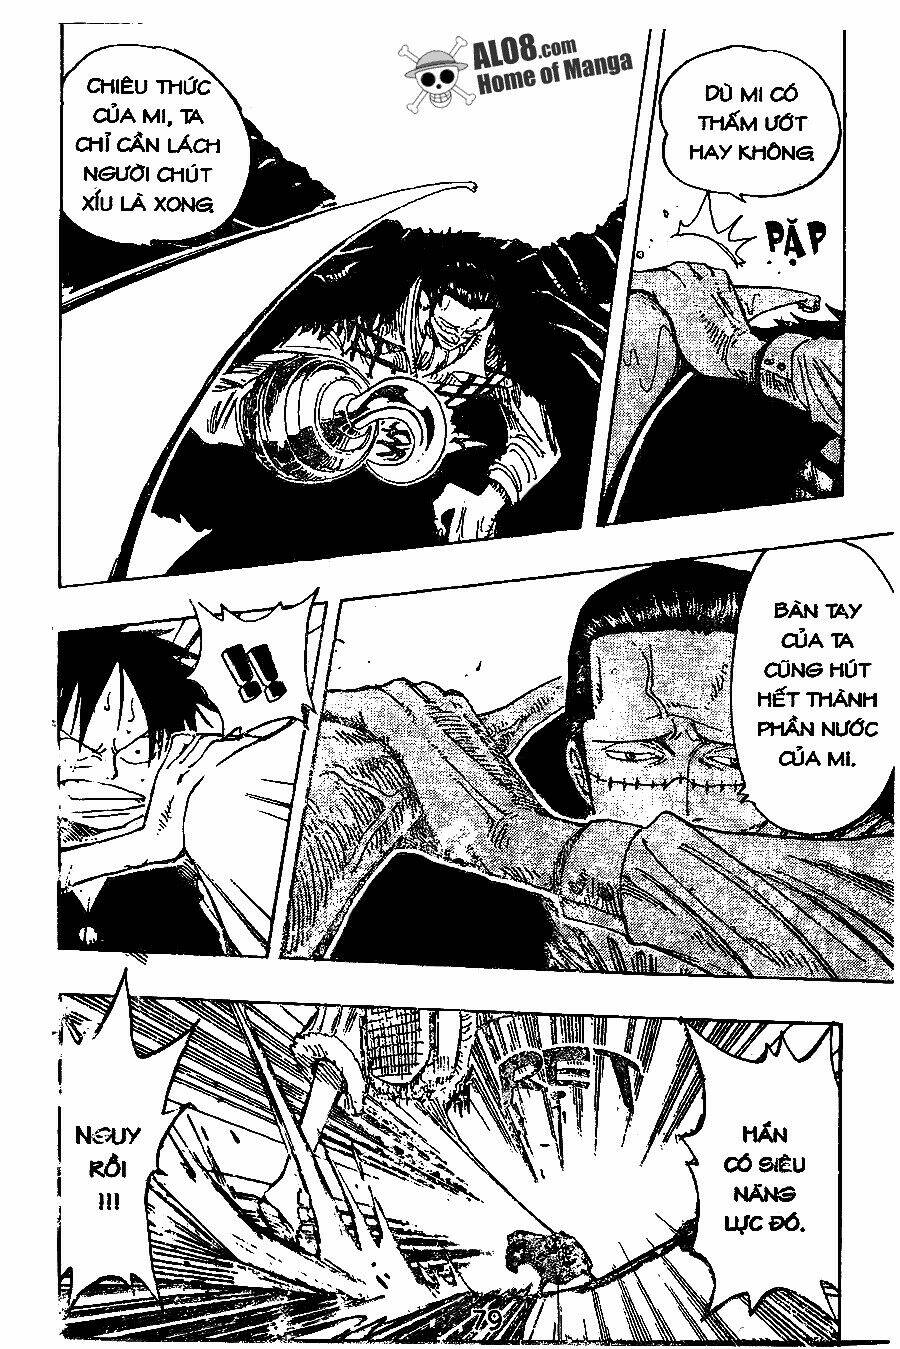 ALO8.com
Home of Manga
DÙ MI CÓ
THẤM ƯỚT
HAY KHÔNG
PẶP
CHIÊU THỨC
CỦA MI, TA
CHỈ CẦN LÁCH
NGƯỜI CHÚT
XÍU LÀ XONG
BÀN TAY
CỦA TA
CŨNG HÚT
HẾT THÀNH
PHẦN NƯỚC
CỦA MI.
!!
RE
HẮN
CÓ SIÊU
NĂNG
LỰC ĐÓ.
NGUY
RỒI
!!!
79